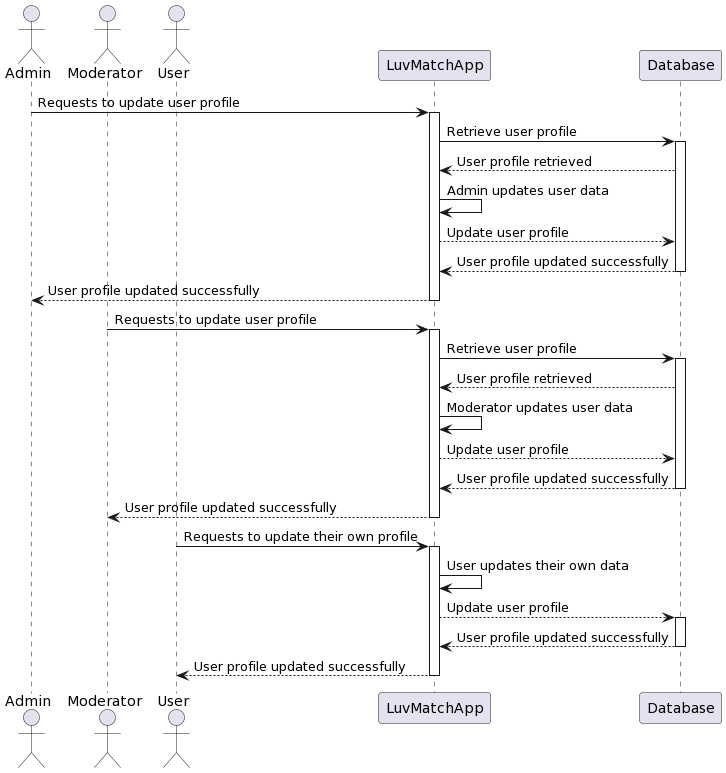 Admin Moderator User LuvMatchApp Database
Requests to update user profile
Retrieve user profile
User profile retrieved
Admin updates user data
Update user profile
User profile updated successfully
User profile updated successfully
Requests to update user profile
Retrieve user profile
User profile retrieved
Moderator updates user data
Update user profile
User profile updated successfully
User profile updated successfully
Requests to update their own profile
User updates their own data
Update user profile
User profile updated successfully
User profile updated successfully
Admin Moderator User LuvMatchApp Database